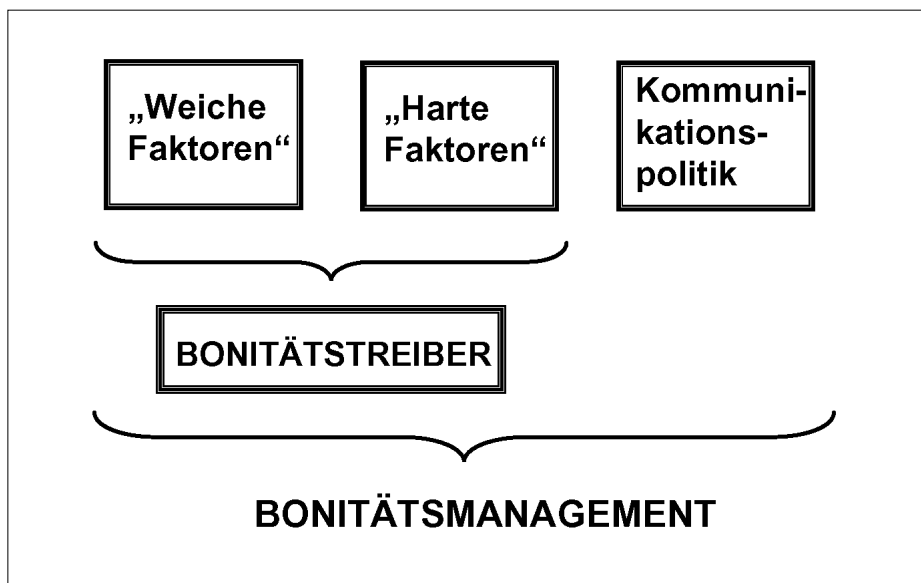 „Weiche
Faktoren“
„Harte
Faktoren“
Kommuni-
kations-
politik
BONITÄTSTREIBER
BONITÄTSMANAGEMENT